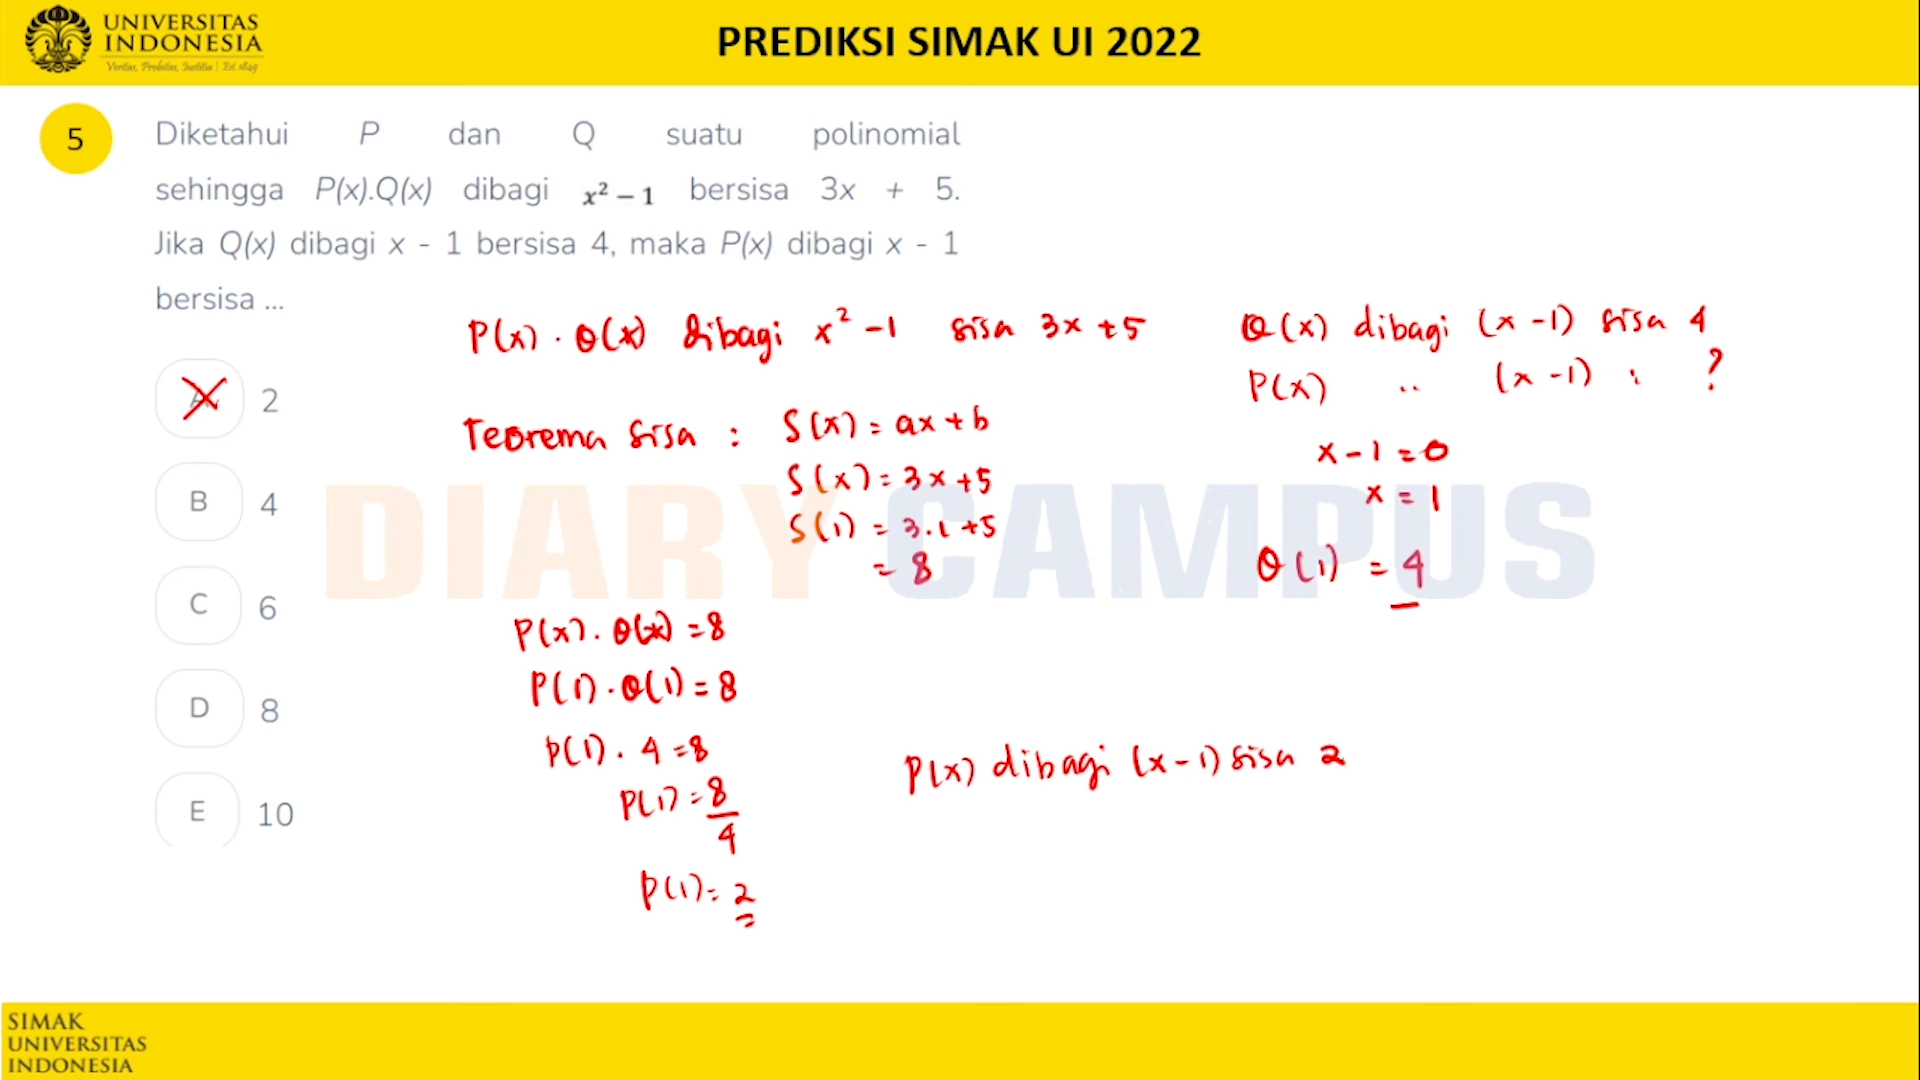 UNIVERSITAS
INDONESIA
Veritas, Probitas, Justitia | Est 1849
PREDIKSI SIMAK UI 2022
5
Diketahui P dan Q suatu polinomial
sehingga P(x).Q(x) dibagi x² − 1 bersisa 3x + 5.
Jika Q(x) dibagi x - 1 bersisa 4, maka P(x) dibagi x - 1
bersisa ...
A 2
B 4
C 6
D 8
E 10
P(x) . Q(x) dibagi x² -1 sisa 3x +5
Teorema sisa : S(x) = ax + b
S(x) = 3x +5
S(1) = 3.1 +5
= 8
P(x) . Q(x) = 8
P(1) . Q(1) = 8
P(1) . 4 = 8
P(1) = 8/4
P(1) = 2
Q(x) dibagi (x -1) sisa 4
P(x) .. (x -1) : ?
x - 1 = 0
x = 1
Q(1) = 4
P(x) dibagi (x-1) sisa 2
DIARY CAMPUS
SIMAK
UNIVERSITAS
INDONESIA